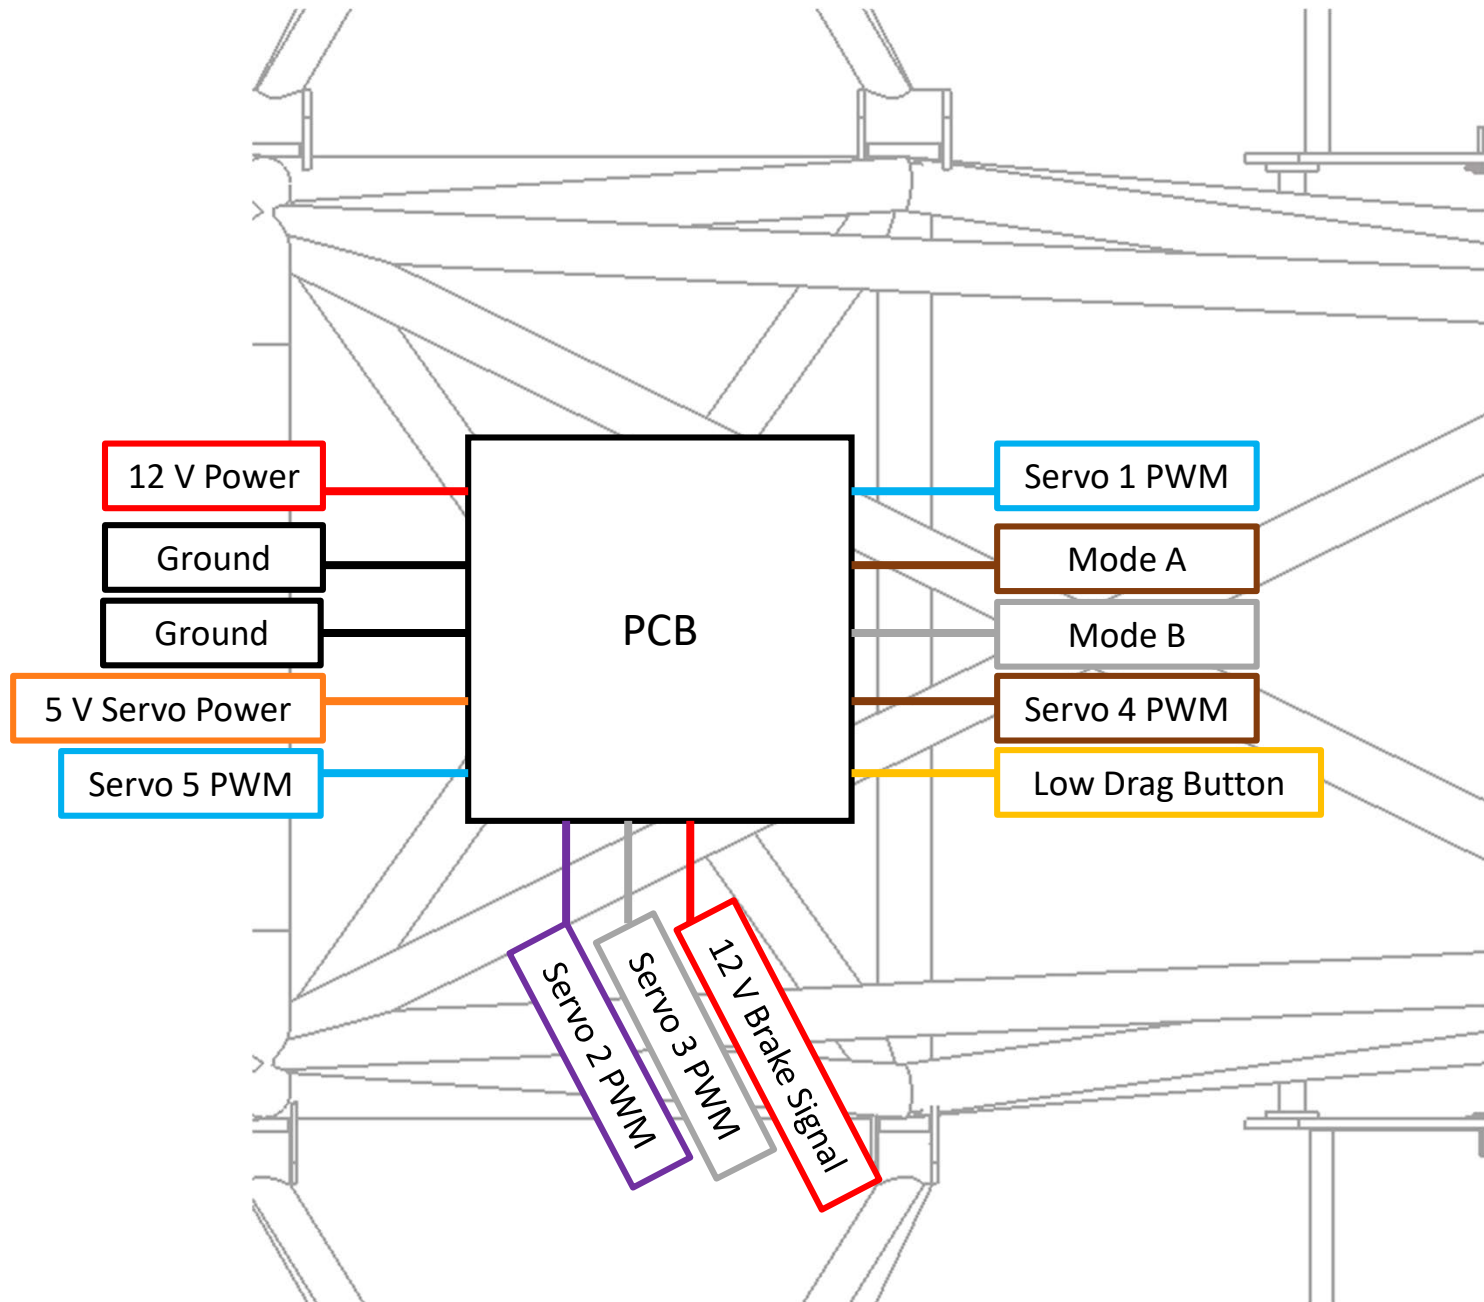 12 V Power
Ground
Ground
5 V Servo Power
Servo 5 PWM
PCB
Servo 1 PWM
Mode A
Mode B
Servo 4 PWM
Low Drag Button
Servo 2 PWM
Servo 3 PWM
12 V Brake Signal